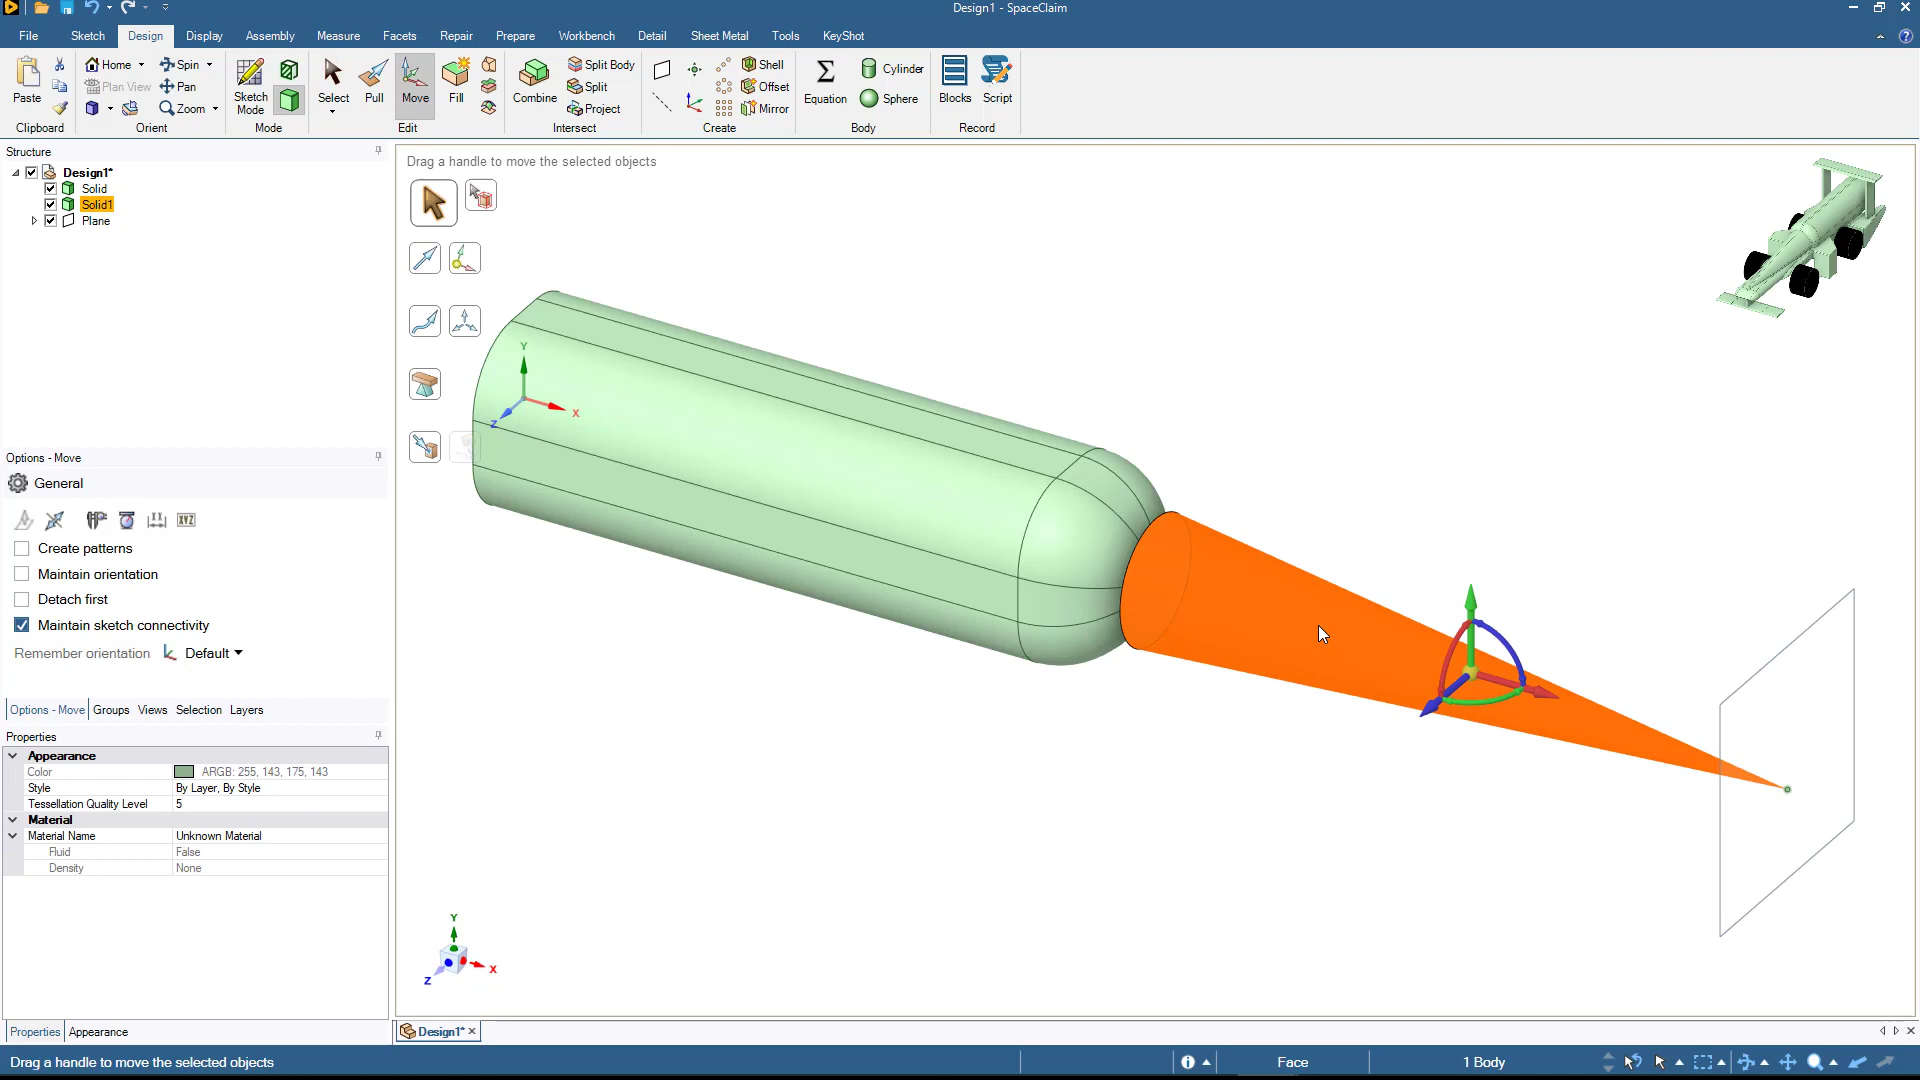 Design1 - SpaceClaim
File Sketch Design Display Assembly Measure Facets Repair Prepare Workbench Detail Sheet Metal Tools KeyShot
Paste
Clipboard
Home Spin
Plan View Pan
Zoom
Orient
Sketch Mode
Mode
Select Pull Move Fill
Edit
Combine
Split Body
Split
Project
Intersect
Shell
Offset
Mirror
Create
Equation
Cylinder
Sphere
Body
Blocks Script
Record
Structure
Design1*
Solid
Solid1
Plane
Options - Move
General
XYZ
Create patterns
Maintain orientation
Detach first
Maintain sketch connectivity
Remember orientation Default
Options - Move Groups Views Selection Layers
Properties
Appearance
Color ARGB: 255, 143, 175, 143
Style By Layer, By Style
Tessellation Quality Level 5
Material
Material Name Unknown Material
Fluid False
Density None
Properties Appearance
Drag a handle to move the selected objects
Y
X
Z
Y
X
Z
Design1*
Drag a handle to move the selected objects
Face
1 Body